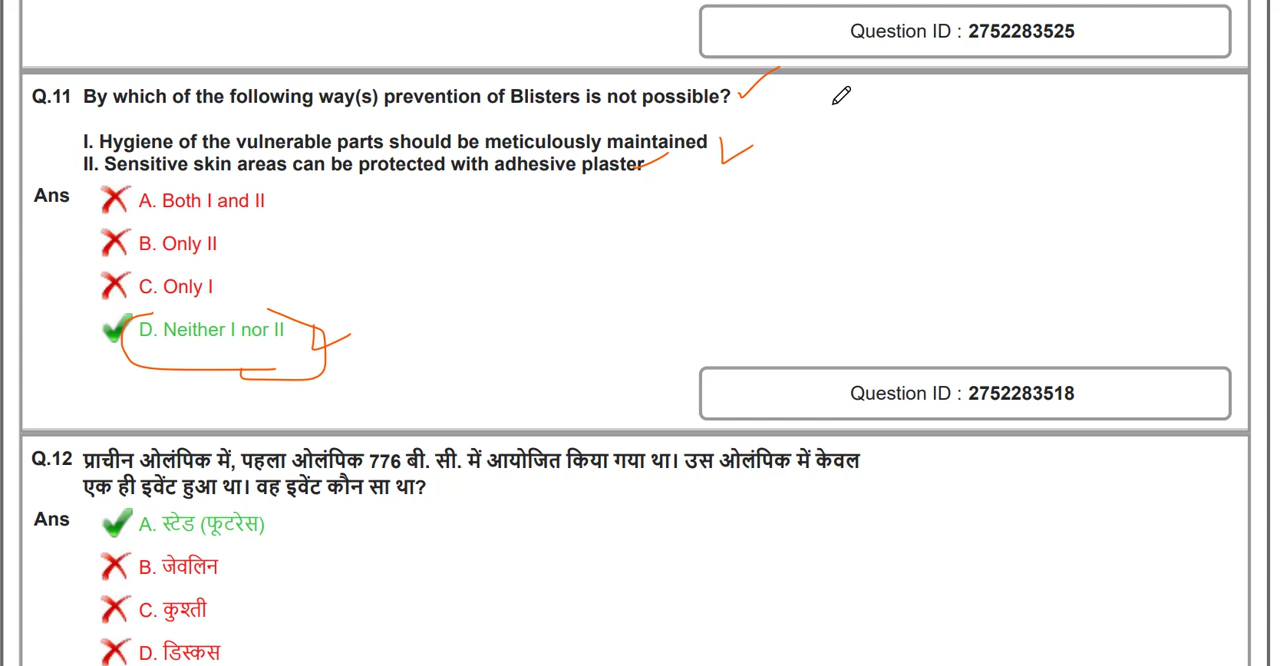 Question ID : 2752283525
Q.11 By which of the following way(s) prevention of Blisters is not possible?
I. Hygiene of the vulnerable parts should be meticulously maintained
II. Sensitive skin areas can be protected with adhesive plaster
Ans
A. Both I and II
B. Only II
C. Only I
D. Neither I nor II
Question ID : 2752283518
Q.12 प्राचीन ओलंपिक में, पहला ओलंपिक 776 बी. सी. में आयोजित किया गया था। उस ओलंपिक में केवल
एक ही इवेंट हुआ था। वह इवेंट कौन सा था?
Ans
A. स्टेड (फूटरेस)
B. जेवलिन
C. कुश्ती
D. डिस्कस